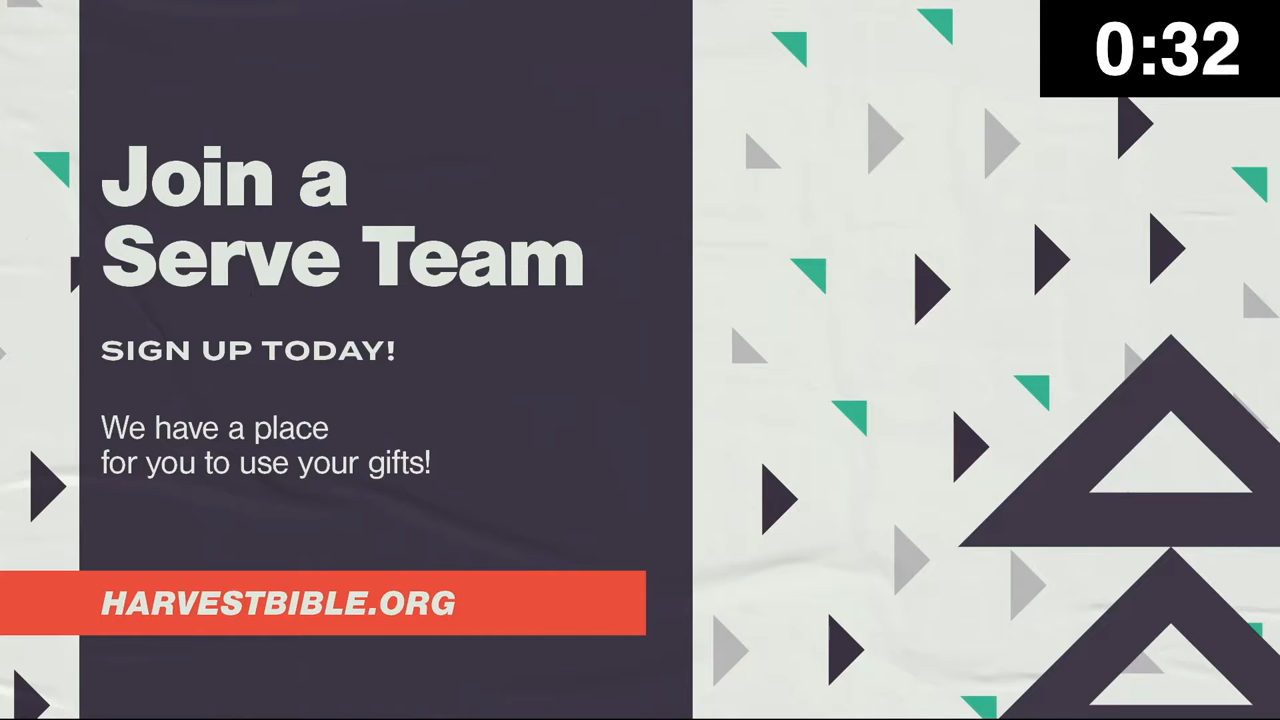 0:32
Join a
Serve Team
SIGN UP TODAY!
We have a place
for you to use your gifts!
HARVESTBIBLE.ORG